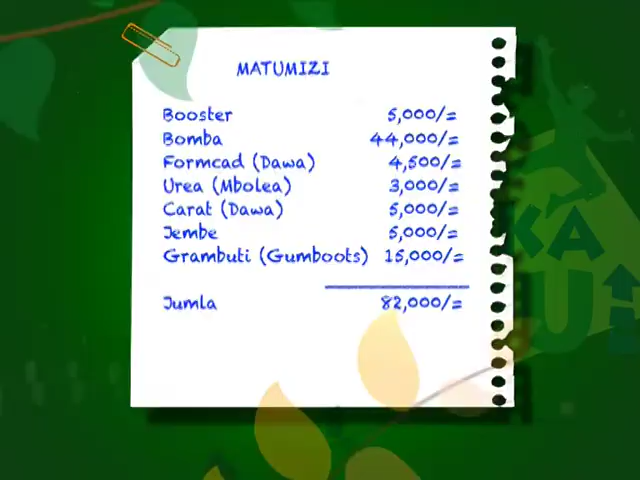 MATUMIZI
Booster 5,000/=
Bomba 44,000/=
Formcad (Dawa) 4,500/=
Urea (Mbolea) 3,000/=
Carat (Dawa) 5,000/=
Jembe 5,000/=
Grambuti (Gumboots) 15,000/=
Jumla 82,000/=
KA
U